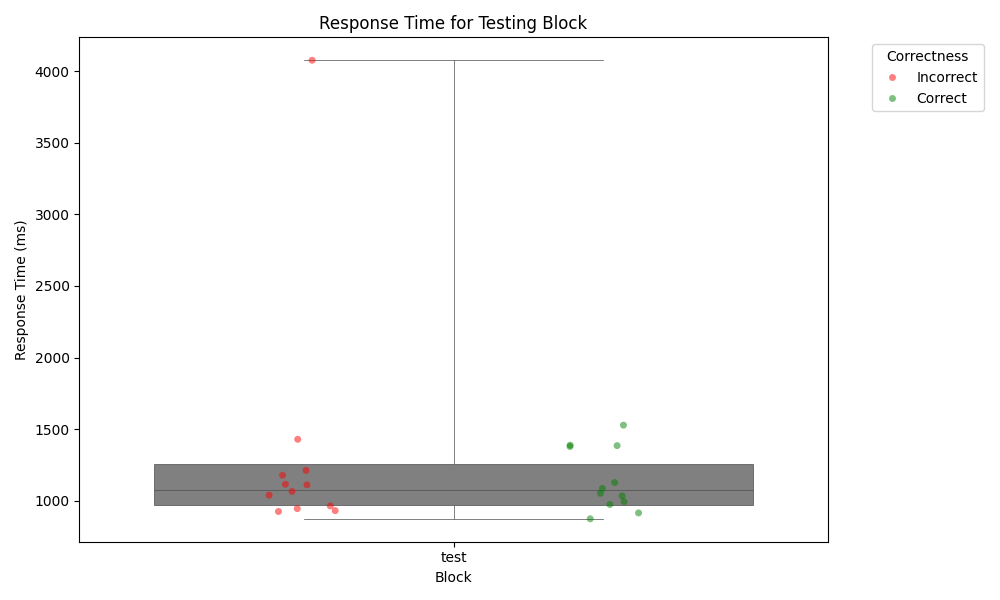 Response Time for Testing Block
Correctness
Incorrect
Correct
4000
3500
3000
2500
2000
1500
1000
Response Time (ms)
test
Block